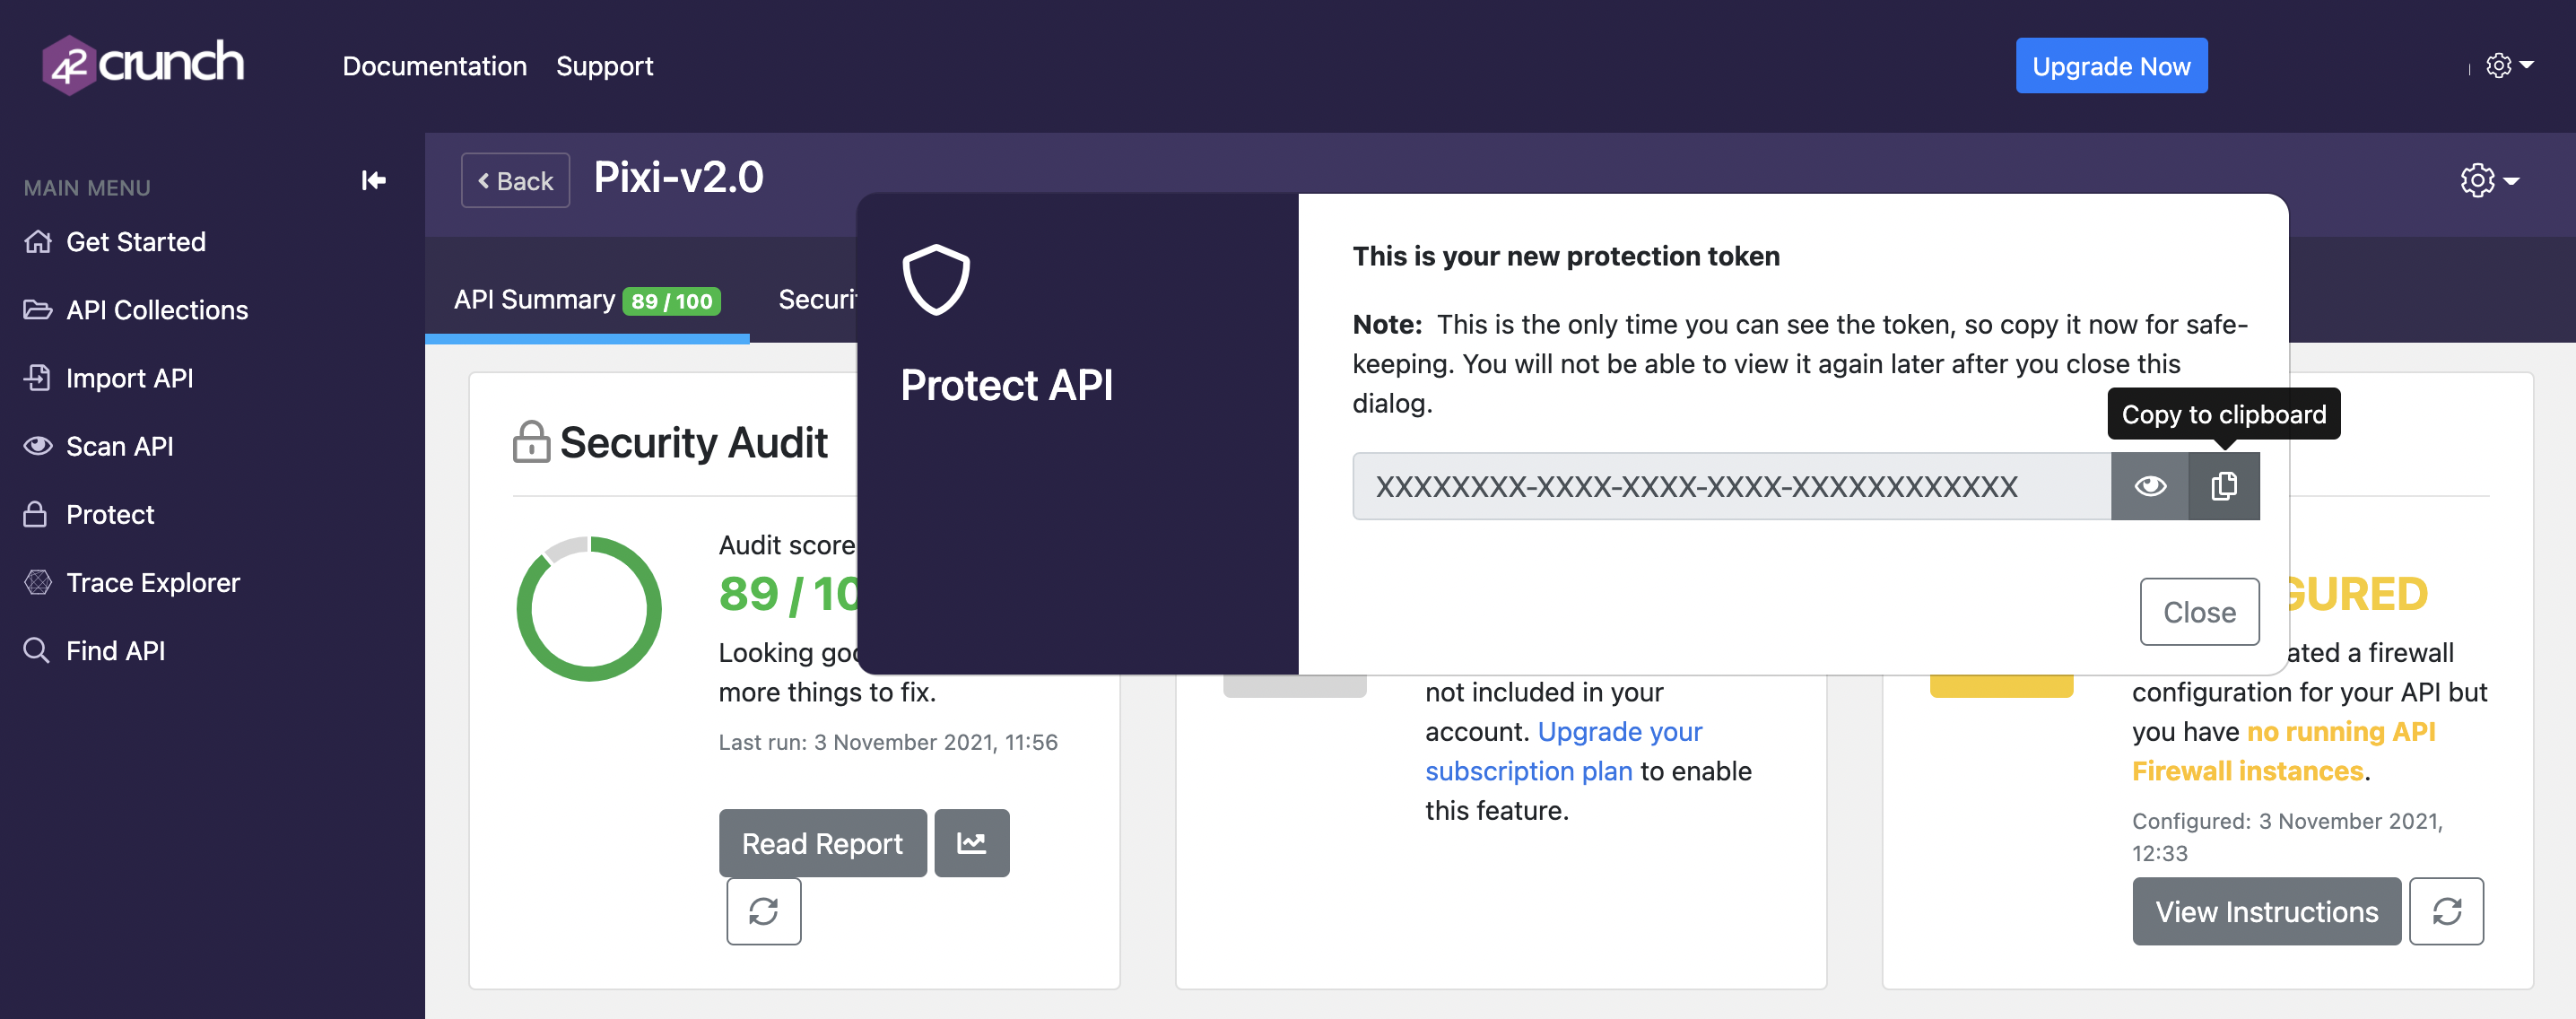 42crunch
Documentation Support
Upgrade Now
MAIN MENU
Get Started
API Collections
Import API
Scan API
Protect
Trace Explorer
Find API
Back
Pixi-v2.0
API Summary 89 / 100
Security Audit
Audit score
89 /
Looking
more things to fix.
Last run: 3 November 2021, 11:56
Read Report
Protect API
This is your new protection token
Note: This is the only time you can see the token, so copy it now for safe-
keeping. You will not be able to view it again later after you close this
dialog.
Copy to clipboard
XXXXXXXX-XXXX-XXXX-XXXX-XXXXXXXXXXXX
Close
not included in your
account. Upgrade your
subscription plan to enable
this feature.
a firewall
configuration for your API but
you have no running API
Firewall instances.
Configured: 3 November 2021,
12:33
View Instructions